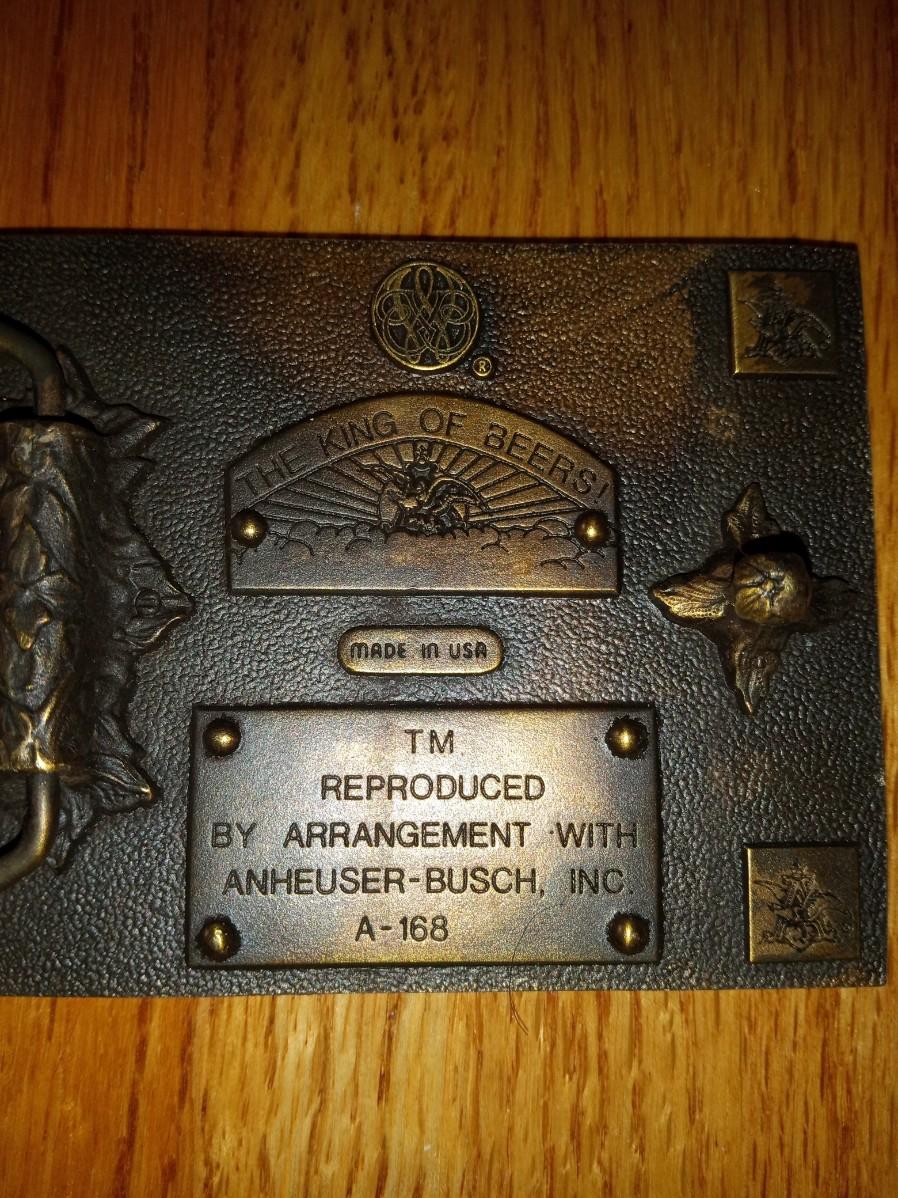 ®
THE KING OF BEERS!
MADE IN USA
TM
REPRODUCED
BY ARRANGEMENT WITH
ANHEUSER-BUSCH, INC.
A-168